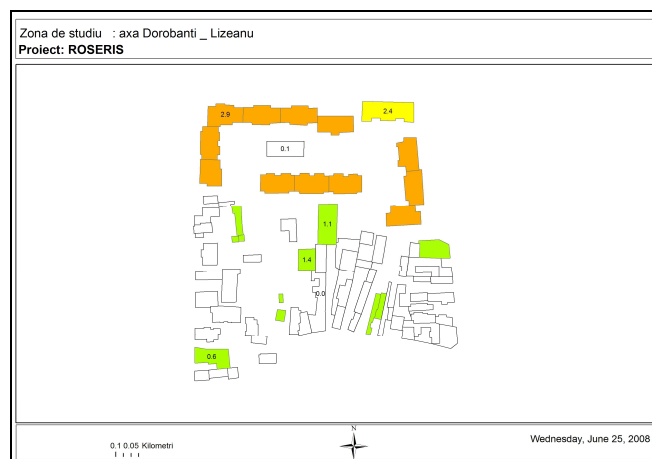 Zona de studiu : axa Dorobanti _ Lizeanu
Proiect: ROSERIS
2.9
2.4
0.1
1.1
1.4
0.0
0.6
N
0.1 0.05 Kilometri
Wednesday, June 25, 2008